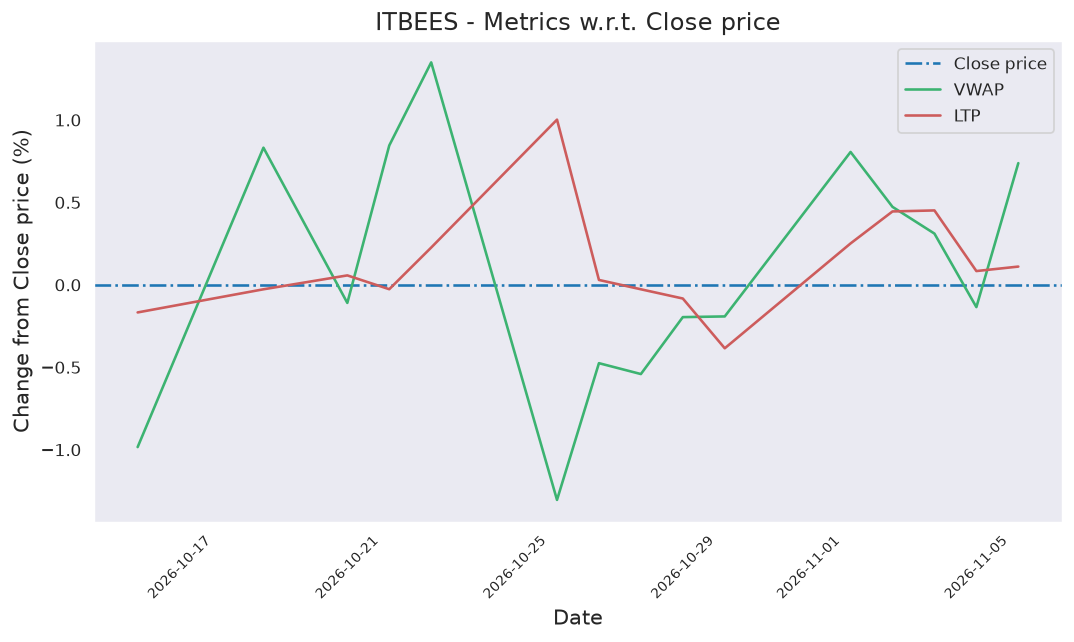 ITBEES - Metrics w.r.t. Close price
Close price
VWAP
LTP
Change from Close price (%)
1.0
0.5
0.0
−0.5
−1.0
2026-10-17
2026-10-21
2026-10-25
2026-10-29
2026-11-01
2026-11-05
Date